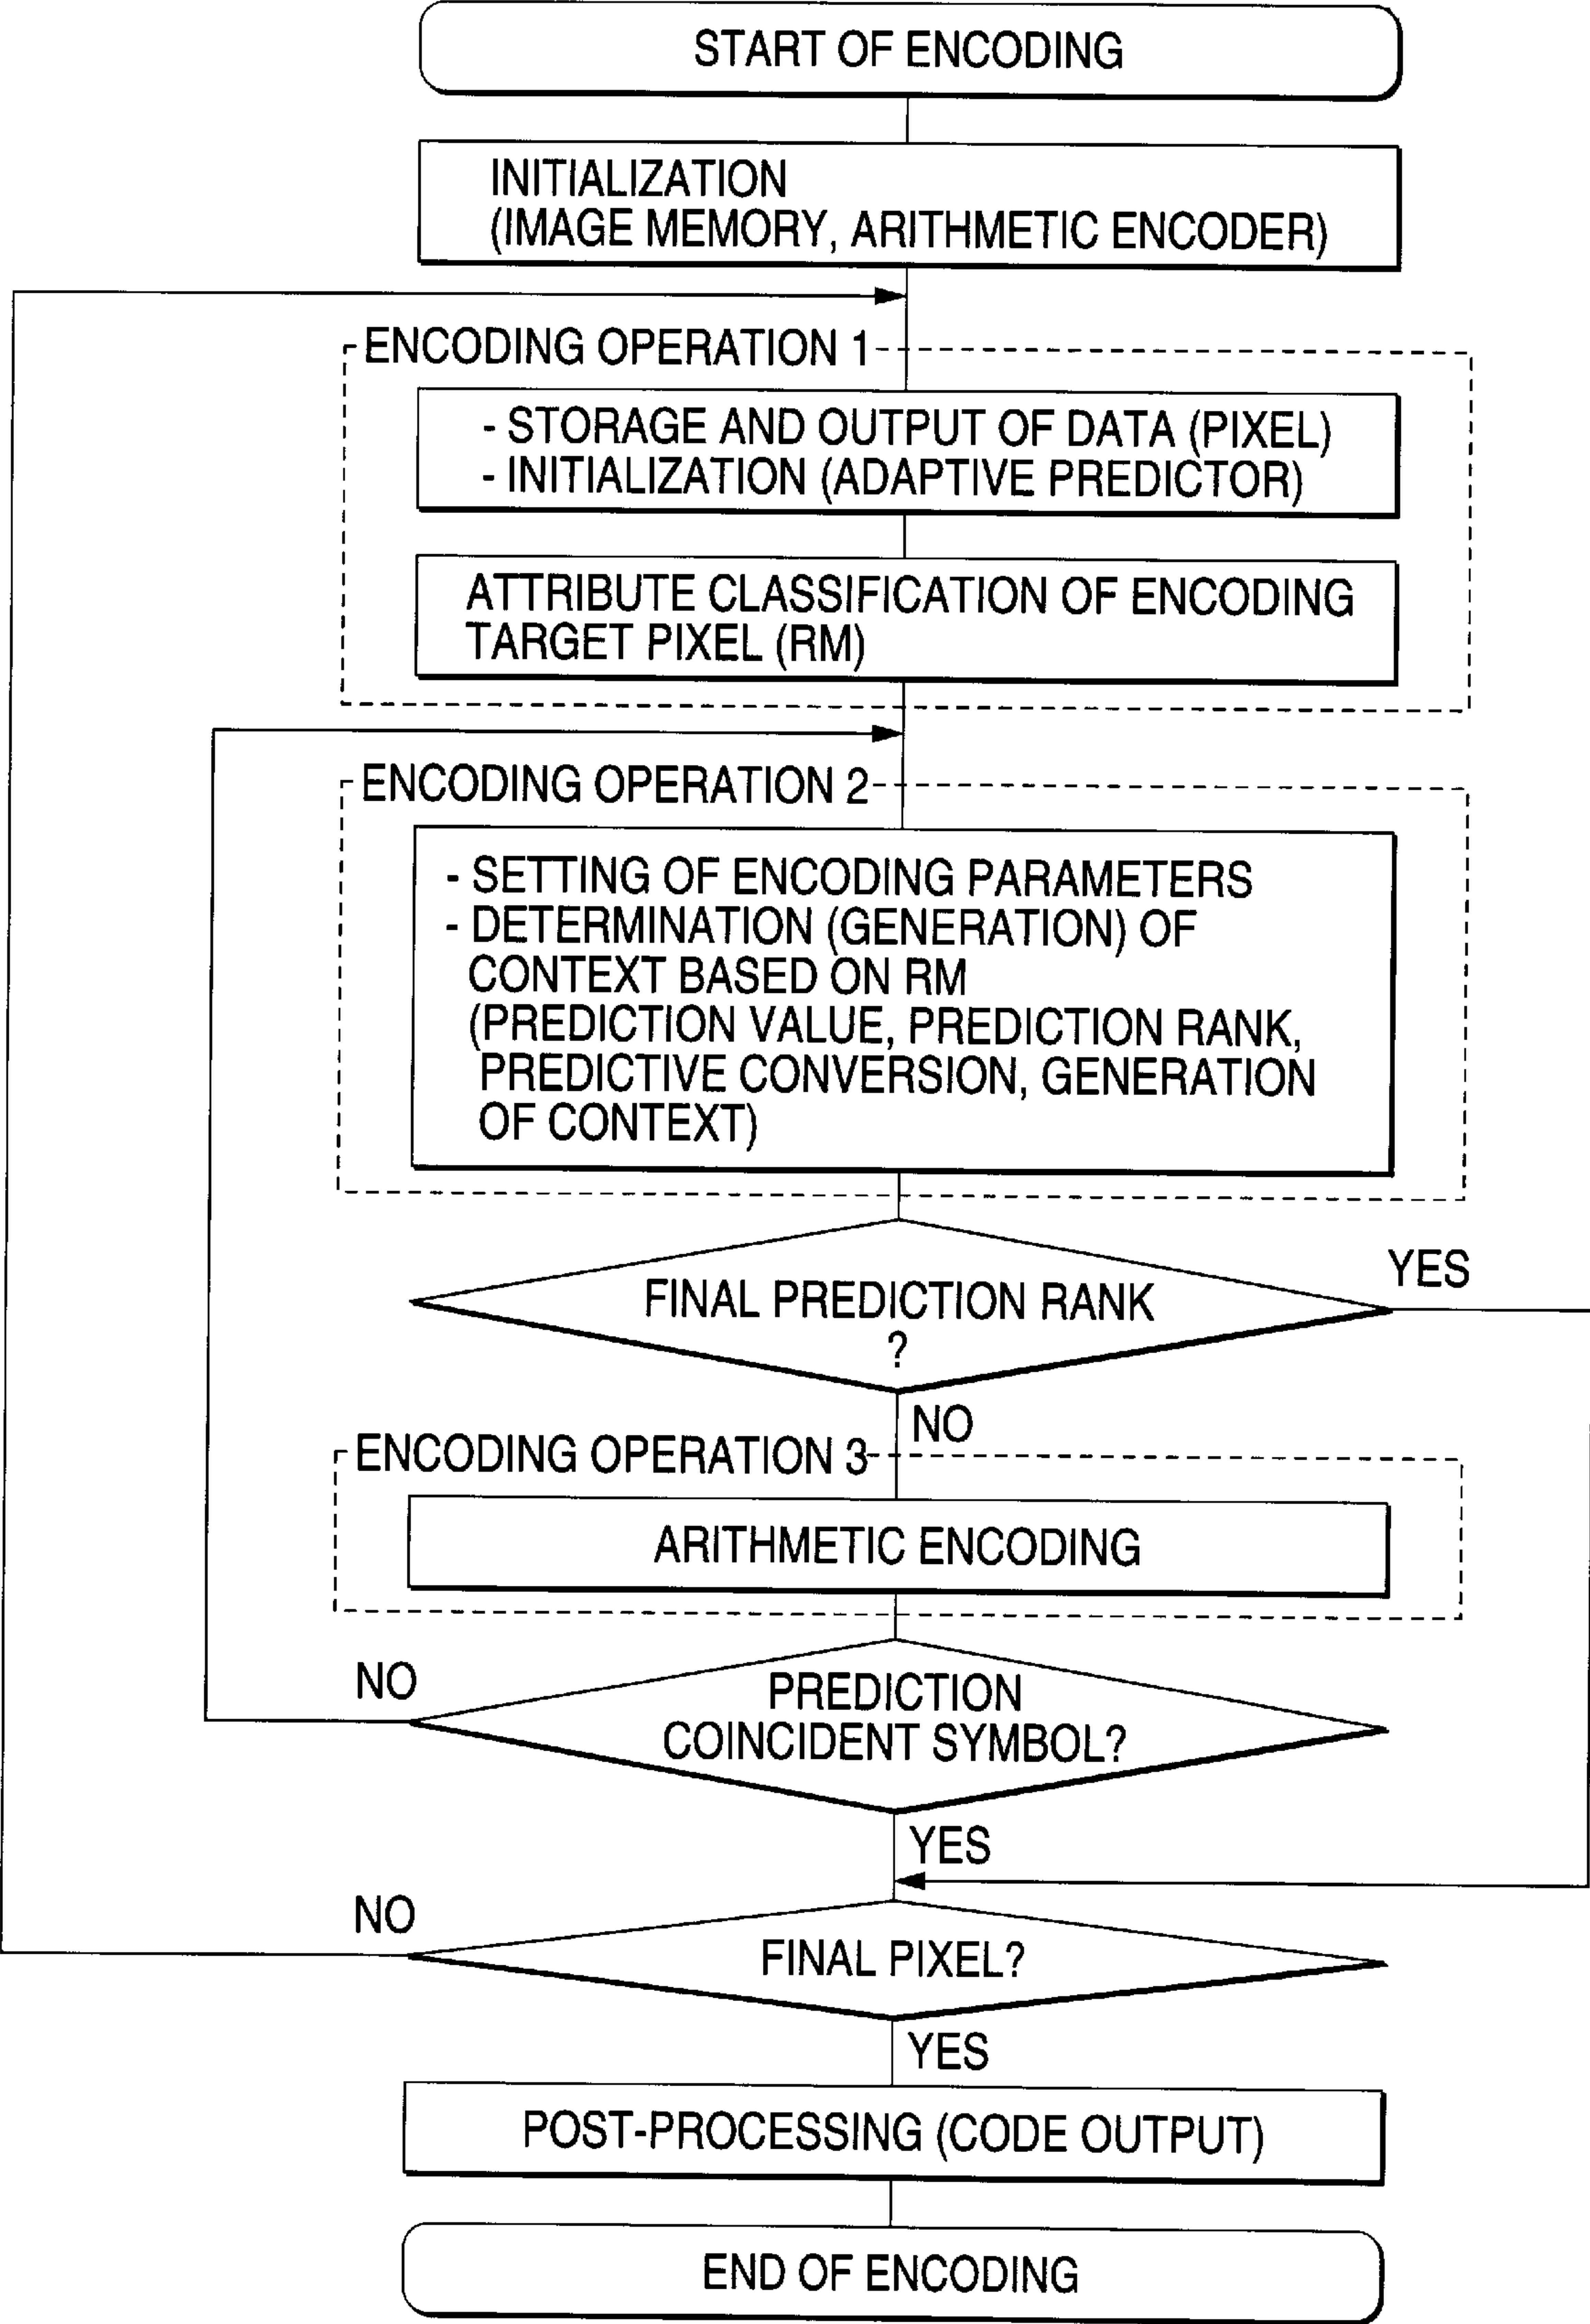 START OF ENCODING
INITIALIZATION
(IMAGE MEMORY, ARITHMETIC ENCODER)
ENCODING OPERATION 1
- STORAGE AND OUTPUT OF DATA (PIXEL)
- INITIALIZATION (ADAPTIVE PREDICTOR)
ATTRIBUTE CLASSIFICATION OF ENCODING
TARGET PIXEL (RM)
ENCODING OPERATION 2
- SETTING OF ENCODING PARAMETERS
- DETERMINATION (GENERATION) OF
CONTEXT BASED ON RM
(PREDICTION VALUE, PREDICTION RANK,
PREDICTIVE CONVERSION, GENERATION
OF CONTEXT)
YES
FINAL PREDICTION RANK
?
NO
ENCODING OPERATION 3
ARITHMETIC ENCODING
NO
PREDICTION
COINCIDENT SYMBOL?
YES
NO
FINAL PIXEL?
YES
POST-PROCESSING (CODE OUTPUT)
END OF ENCODING